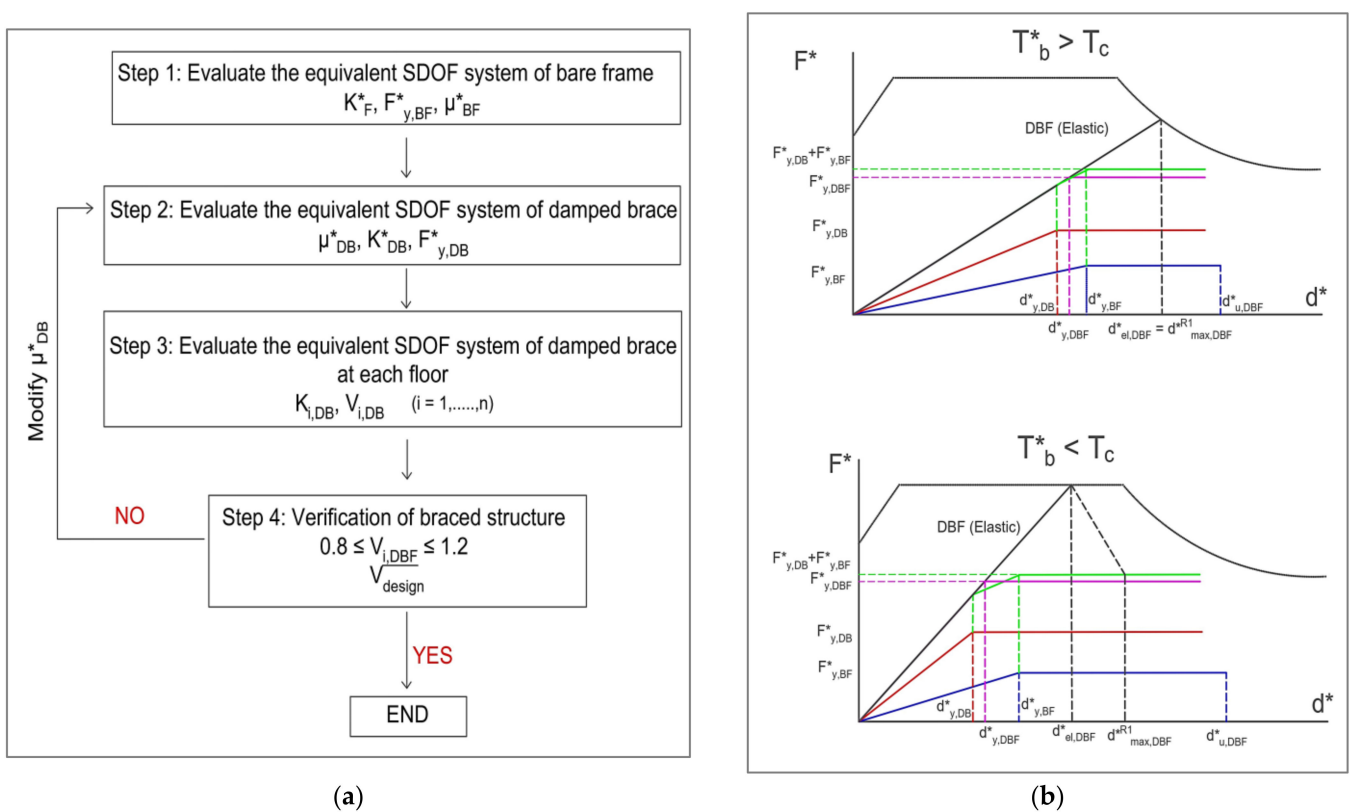 Step 1: Evaluate the equivalent SDOF system of bare frame
K*F, F*y,BF, µ*BF
Step 2: Evaluate the equivalent SDOF system of damped brace
µ*DB, K*DB, F*y,DB
Step 3: Evaluate the equivalent SDOF system of damped brace
at each floor
Ki,DB, Vi,DB (i = 1,.....,n)
Modify µ*DB
NO
Step 4: Verification of braced structure
0.8 ≤ Vi,DBF ≤ 1.2
Vdesign
YES
END
(a)
T*b > Tc
F*
DBF (Elastic)
F*y,DB+F*y,BF
F*y,DBF
F*y,DB
F*y,BF
d*y,DB
d*y,BF
d*u,DBF
d*
d*y,DBF
d*el,DBF = d*R1max,DBF
T*b < Tc
F*
DBF (Elastic)
F*y,DB+F*y,BF
F*y,DBF
F*y,DB
F*y,BF
d*y,DB
d*y,BF
d*
d*y,DBF
d*el,DBF
d*R1max,DBF
d*u,DBF
(b)